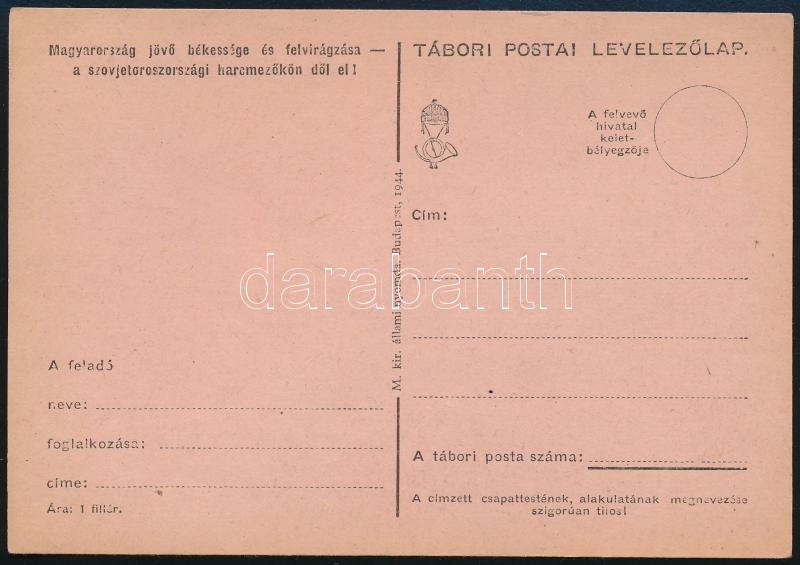 Magyarország jövő békessége és felvirágzása —
a szovjetoroszországi harcmezőkön dől el!
TÁBORI POSTAI LEVELEZŐLAP.
A felvevő
hivatal
kelet-
bélyegzője
Cím:
M. kir. állami nyomda, Budapest, 1944.
darabanth
A feladó
neve:
foglalkozása:
címe:
Ára: 1 fillér.
A tábori posta száma:
A címzett csapattestének, alakulatának megnevezése
szigorúan tilos!